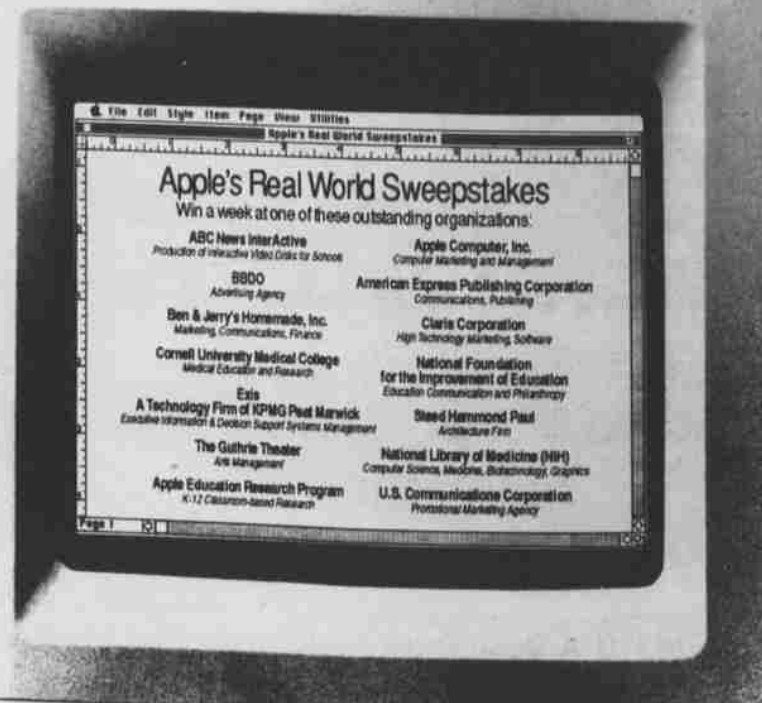 File Edit Style Item Page View Utilities
Apple's Real World Sweepstakes
Apple's Real World Sweepstakes
Win a week at one of these outstanding organizations:
ABC News InterActive
Production of Interactive Video Disks for Schools
BBDO
Advertising Agency
Ben & Jerry's Homemade, Inc.
Marketing, Communications, Finance
Cornell University Medical College
Medical Education and Research
Exis
A Technology Firm of KPMG Peat Marwick
Executive Information & Decision Support Systems Management
The Guthrie Theater
Arts Management
Apple Education Research Program
K-12 Classroom-based Research
Apple Computer, Inc.
Computer Marketing and Management
American Express Publishing Corporation
Communications, Publishing
Claris Corporation
High Technology Marketing, Software
National Foundation
for the Improvement of Education
Education Communication and Philanthropy
Steed Hammond Paul
Architecture Firm
National Library of Medicine (NIH)
Computer Science, Medicine, Biotechnology, Graphics
U.S. Communications Corporation
Promotional Marketing Agency
Page 1